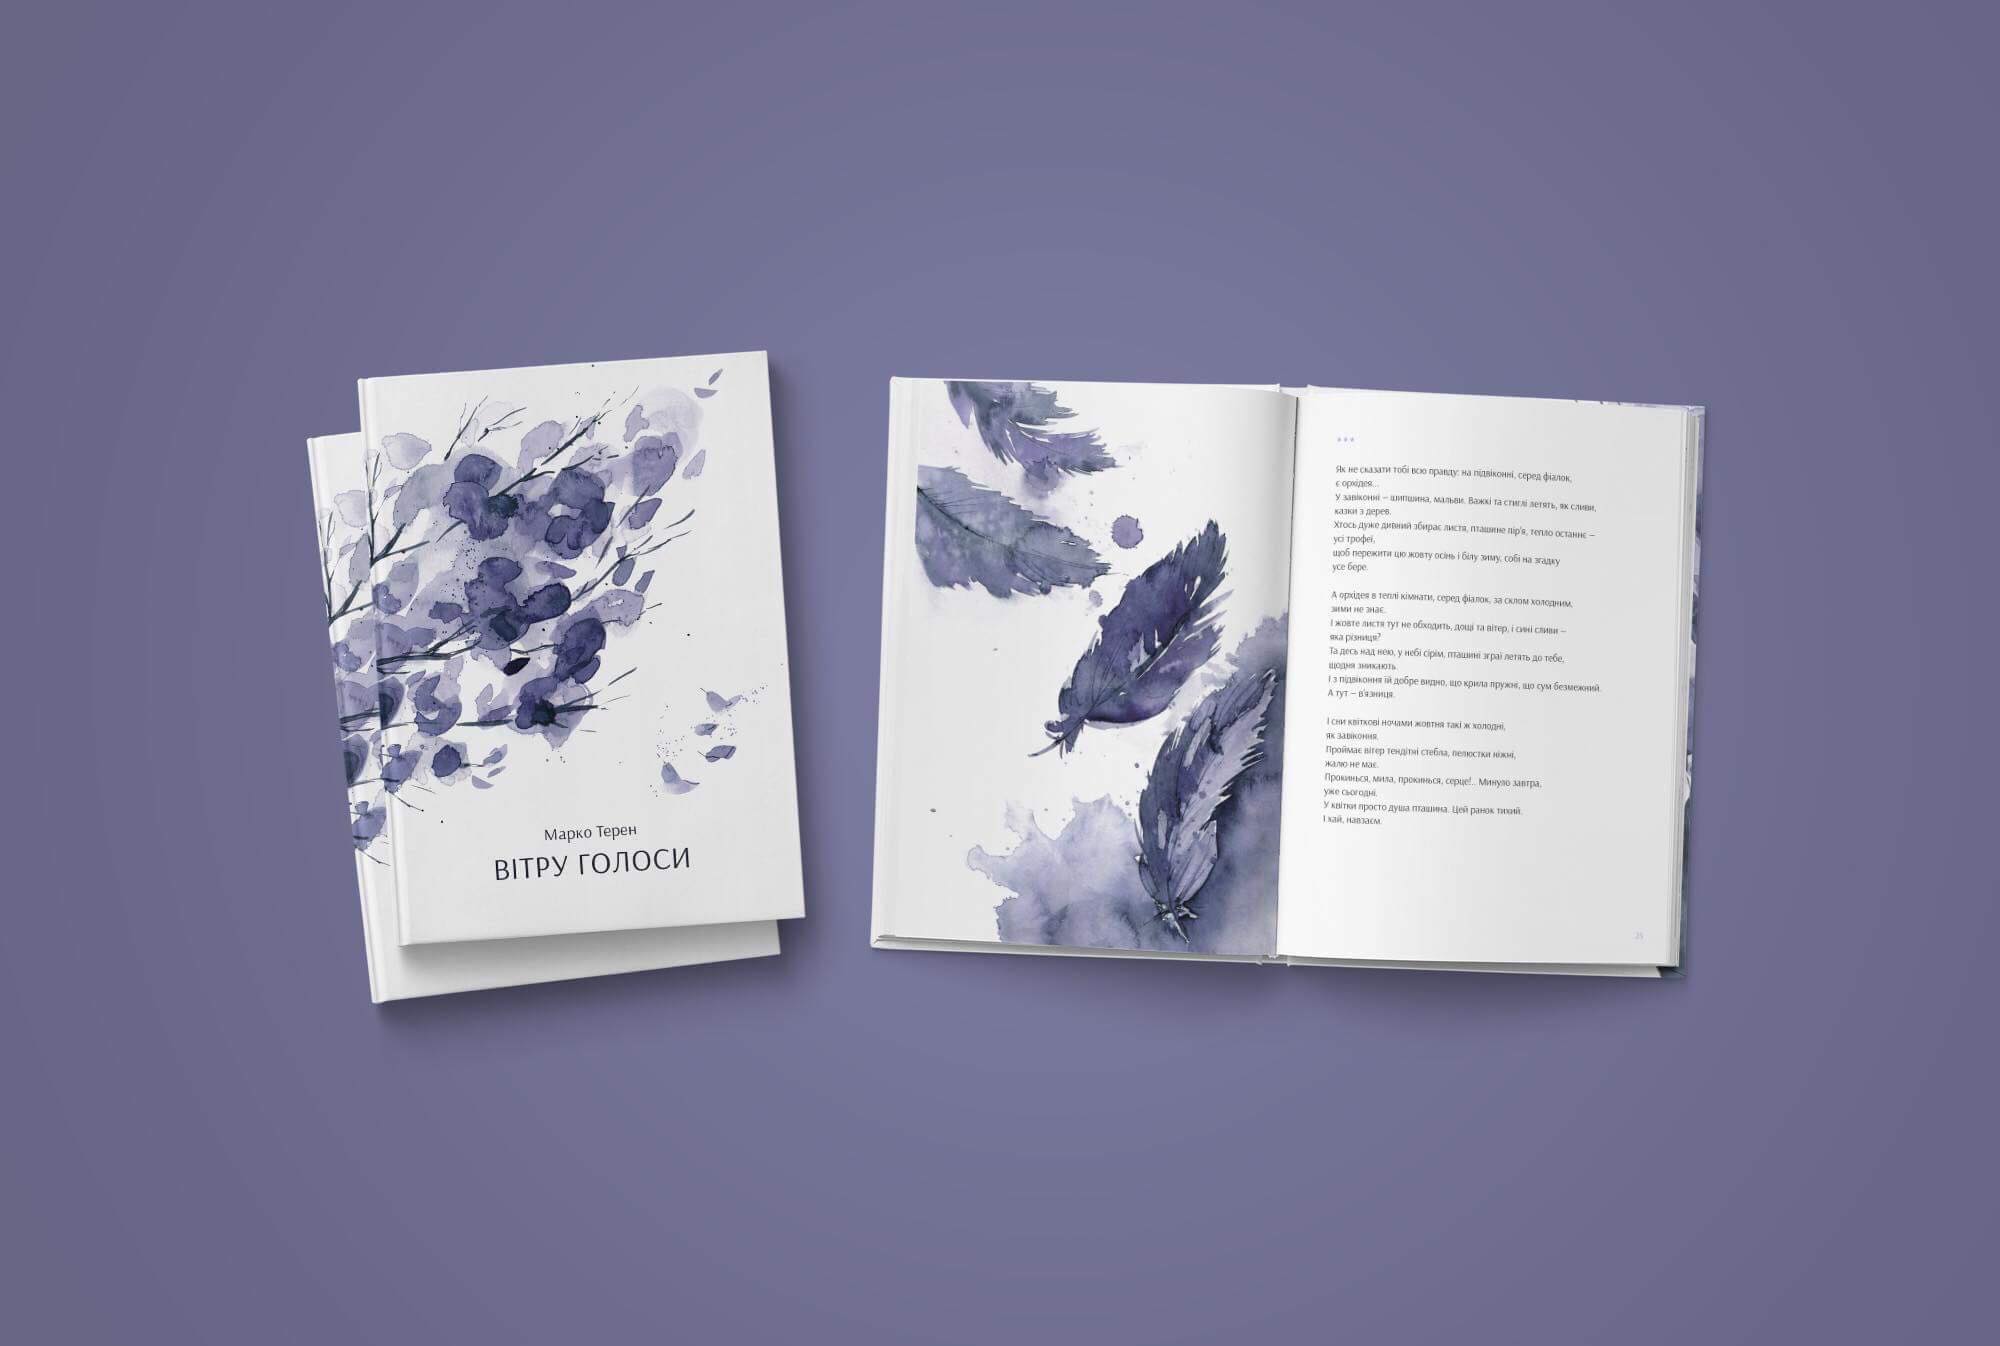 Марко Терен
ВІТРУ ГОЛОСИ
***
Як не сказати тобі всю правду: на підвіконні, серед фіалок,
є орхідея...
У завіконні – шипшина, мальви. Важкі та стиглі летять, як сливи,
казки з дерев.
Хтось дуже дивний збирає листя, пташине пір'я, тепло останнє –
усі трофеї,
щоб пережити цю жовту осінь і білу зиму, собі на згадку
усе бере.
А орхідея в теплі кімнати, серед фіалок, за склом холодним,
зими не знає.
І жовте листя тут не обходить, дощі та вітер, і сині сливи –
яка різниця?
Та десь над нею, у небі сірім, пташині зграї летять до тебе,
щодня зникають.
І з підвіконня їй добре видно, що крила пружні, що сум безмежний.
А тут – в'язниця.
І сни квіткові ночами жовтня такі ж холодні,
як завіконня.
Проймає вітер тендітні стебла, пелюстки ніжні,
жалю не має.
Прокинься, мила, прокинься, серце!.. Минуло завтра,
уже сьогодні.
У квітки просто душа пташина. Цей ранок тихий.
І хай, навзаєм.